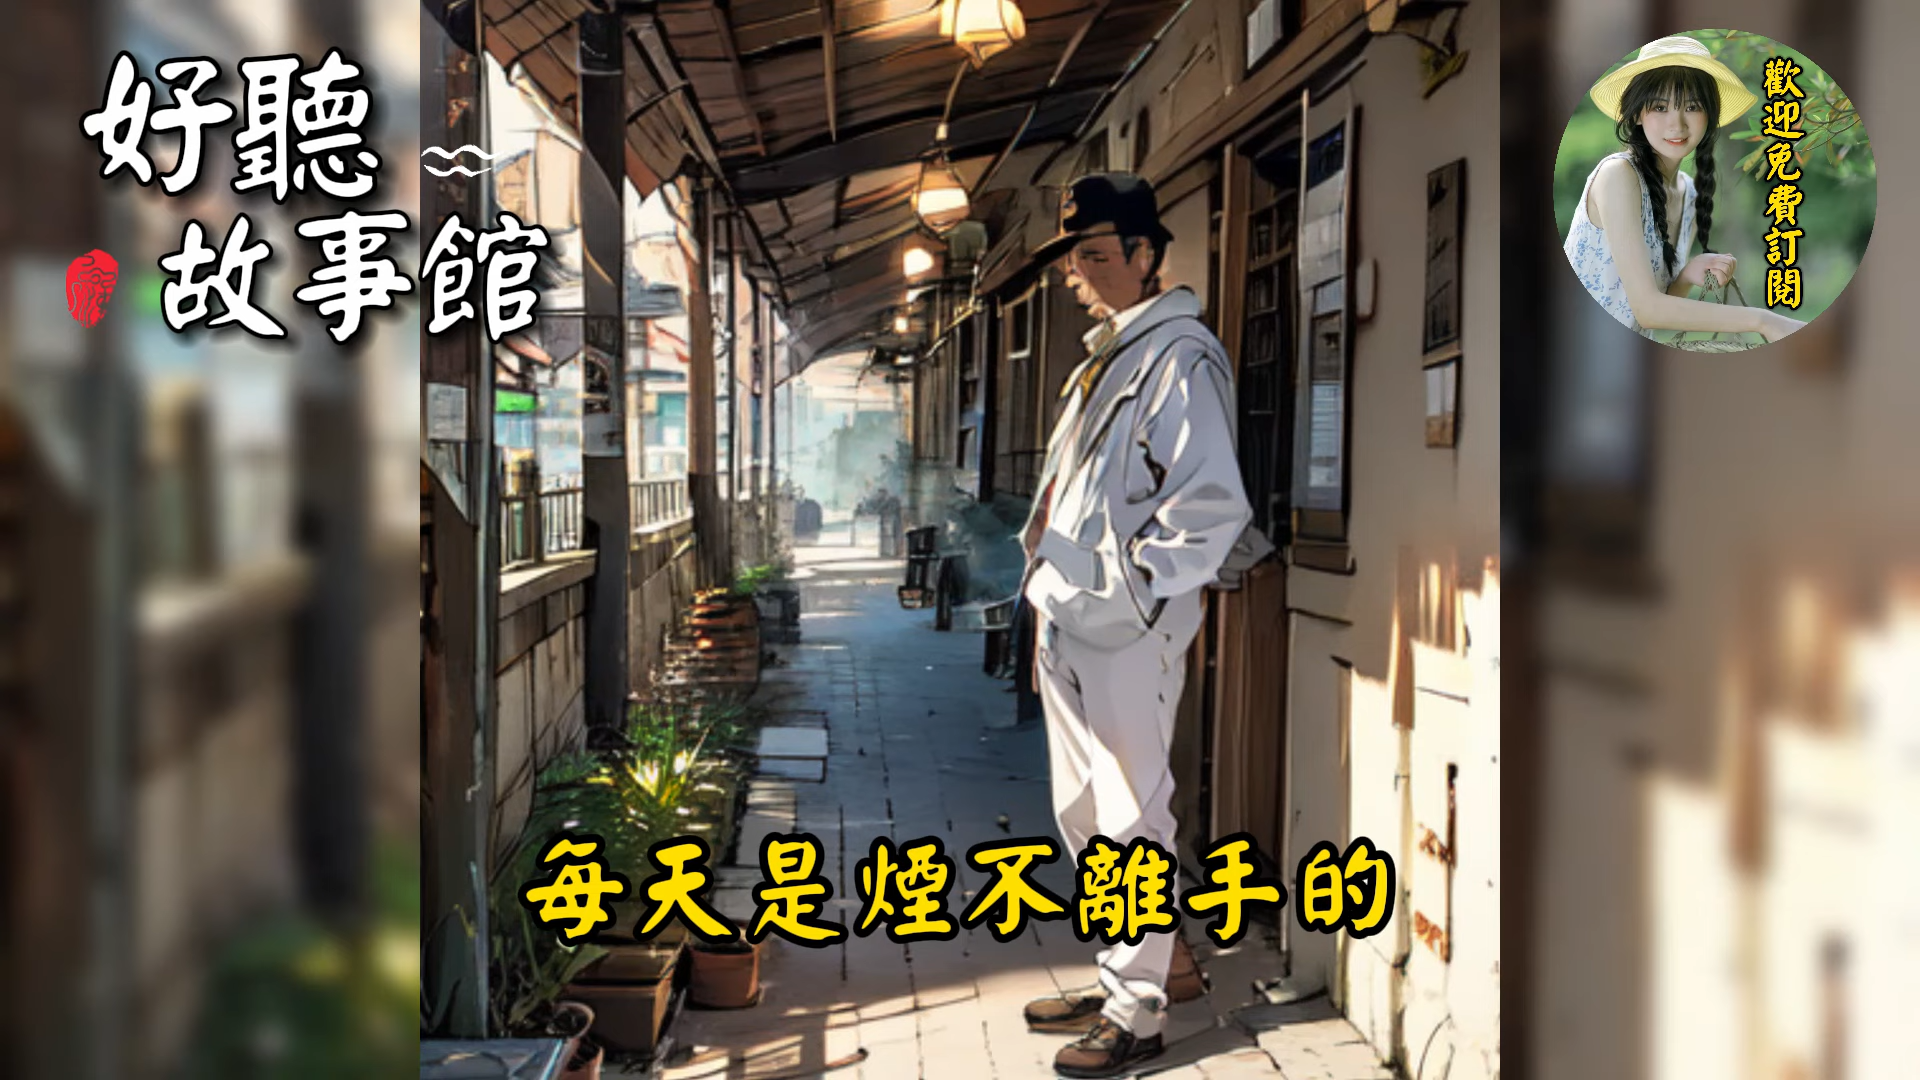 好聽
故事館
歡迎免費訂閱
每天是煙不離手的